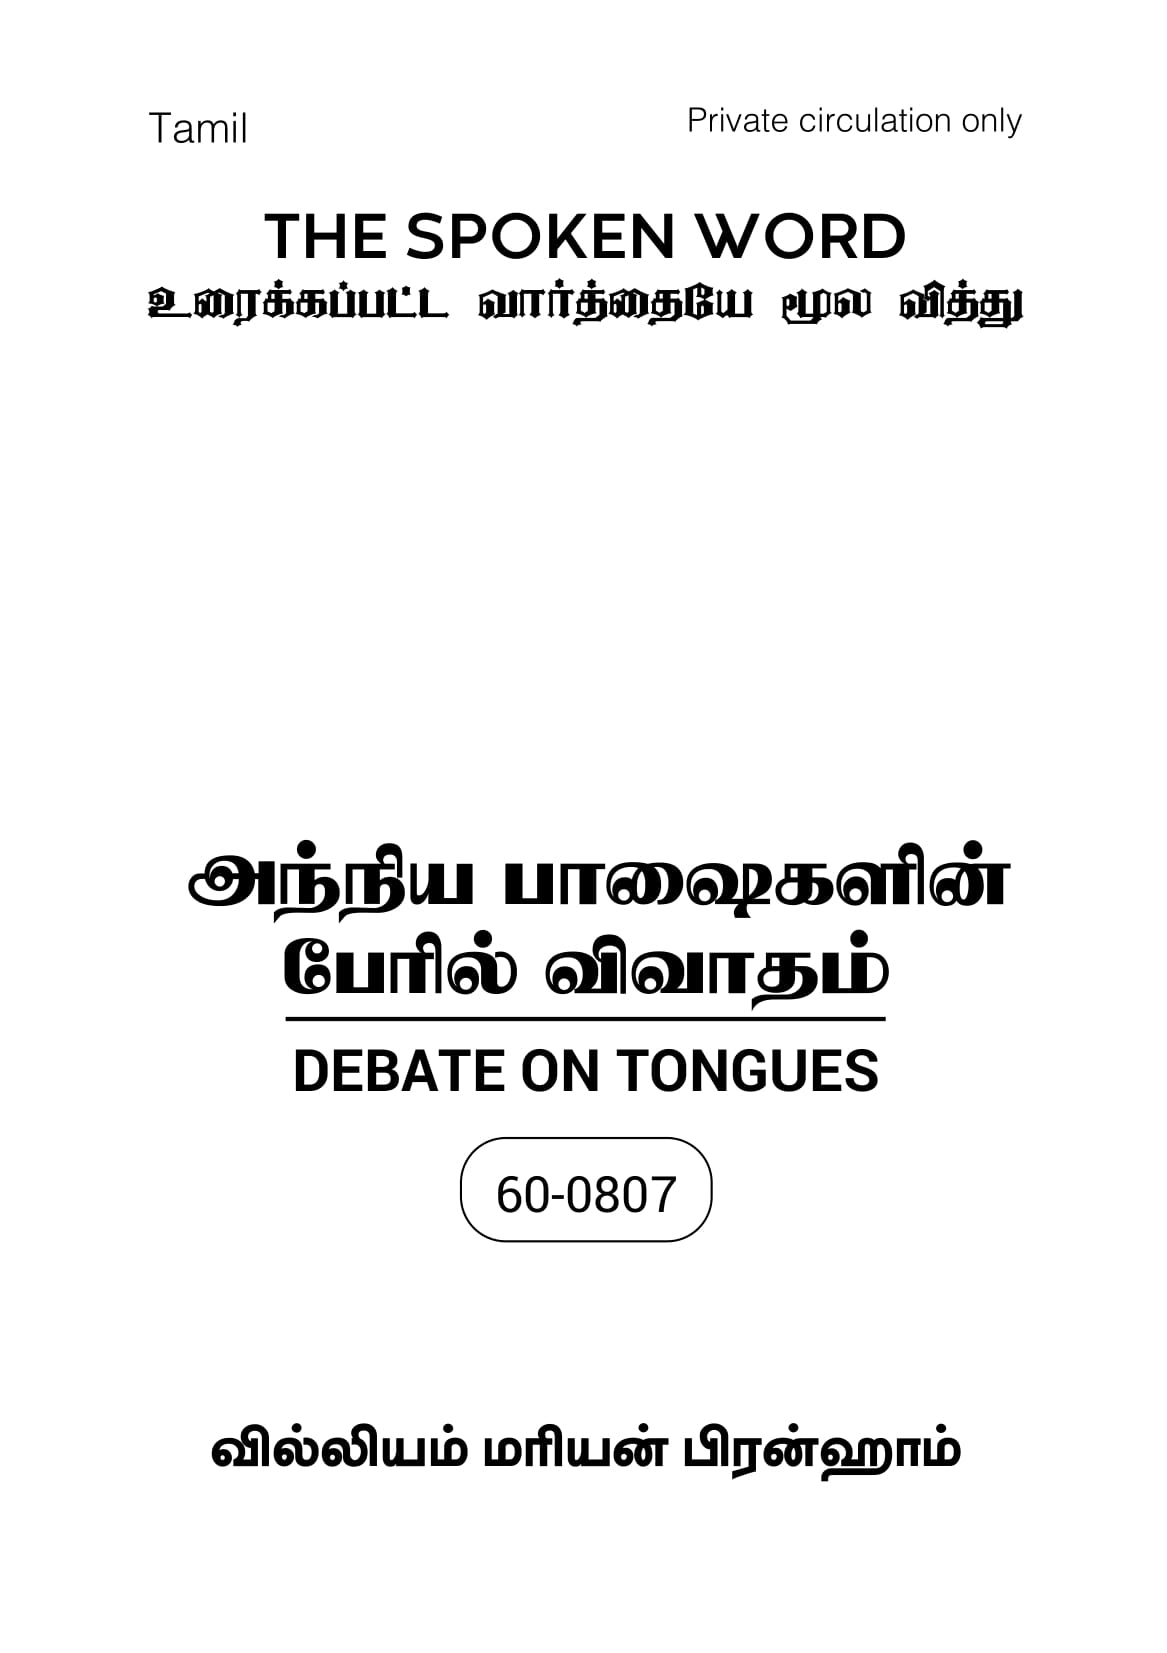 Tamil
Private circulation only
THE SPOKEN WORD
உரைக்கப்பட்ட வார்த்தையே மூல வித்து
அந்நிய பாஷைகளின்
பேரில் விவாதம்
DEBATE ON TONGUES
60-0807
வில்லியம் மரியன் பிரன்ஹாம்